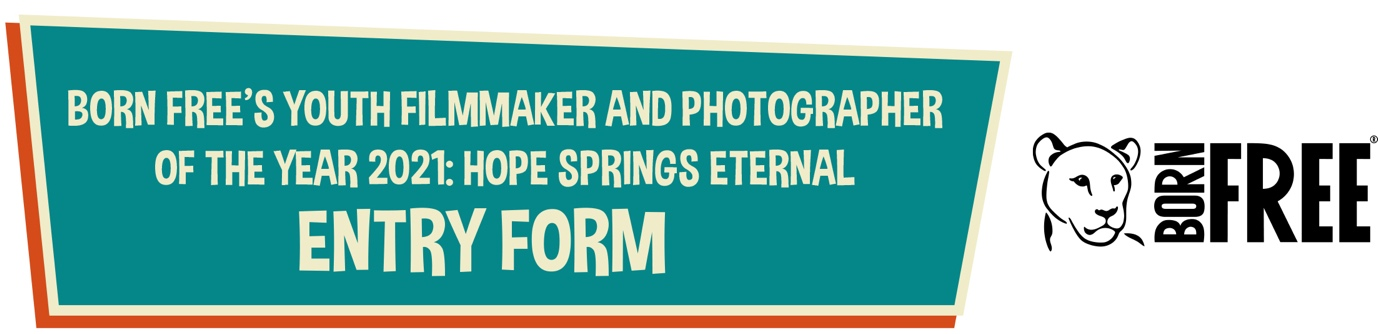 BORN FREE'S YOUTH FILMMAKER AND PHOTOGRAPHER
OF THE YEAR 2021: HOPE SPRINGS ETERNAL
ENTRY FORM
BORN FREE®